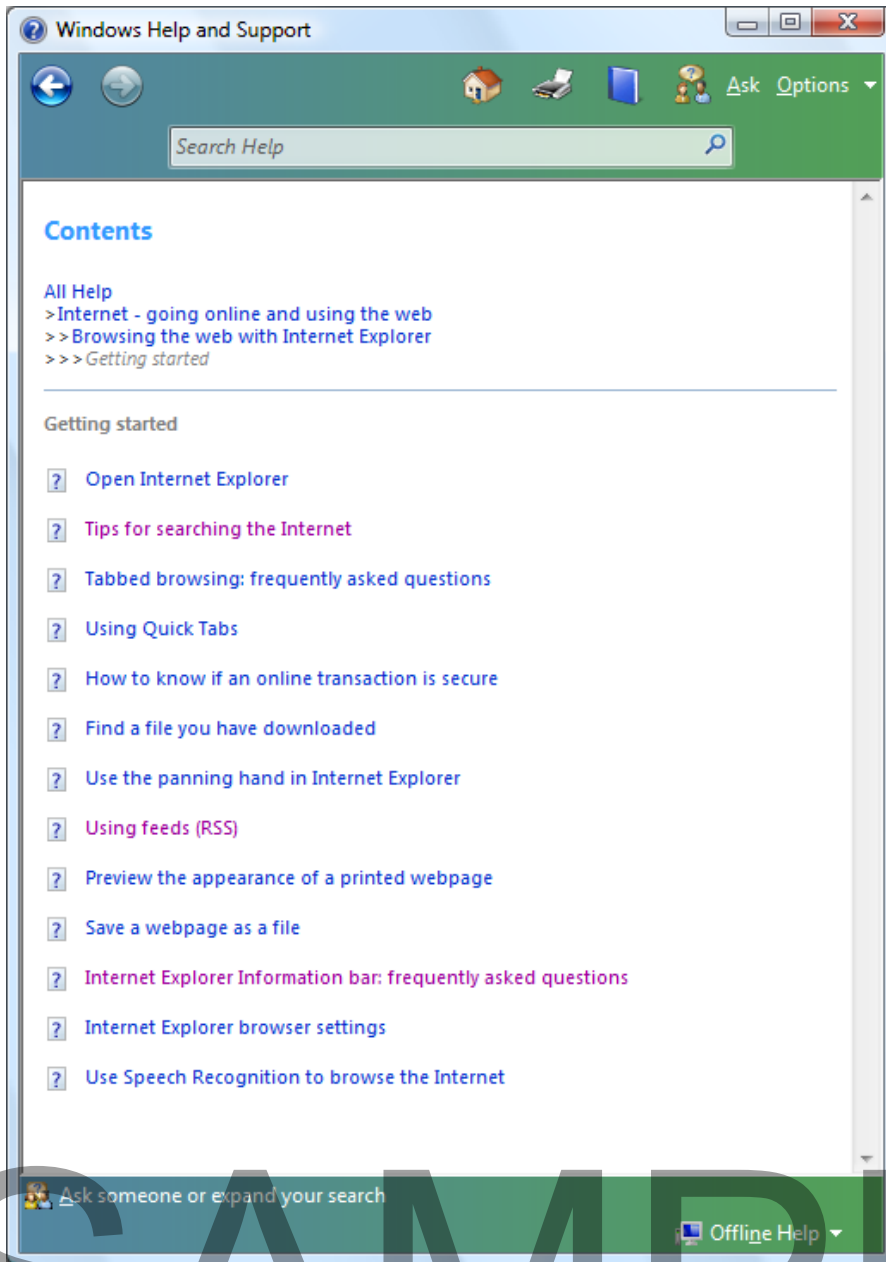 Windows Help and Support
Ask Options
Search Help
Contents
All Help
>Internet - going online and using the web
>>Browsing the web with Internet Explorer
>>>Getting started
Getting started
? Open Internet Explorer
? Tips for searching the Internet
? Tabbed browsing: frequently asked questions
? Using Quick Tabs
? How to know if an online transaction is secure
? Find a file you have downloaded
? Use the panning hand in Internet Explorer
? Using feeds (RSS)
? Preview the appearance of a printed webpage
? Save a webpage as a file
? Internet Explorer Information bar: frequently asked questions
? Internet Explorer browser settings
? Use Speech Recognition to browse the Internet
Ask someone or expand your search
Offline Help